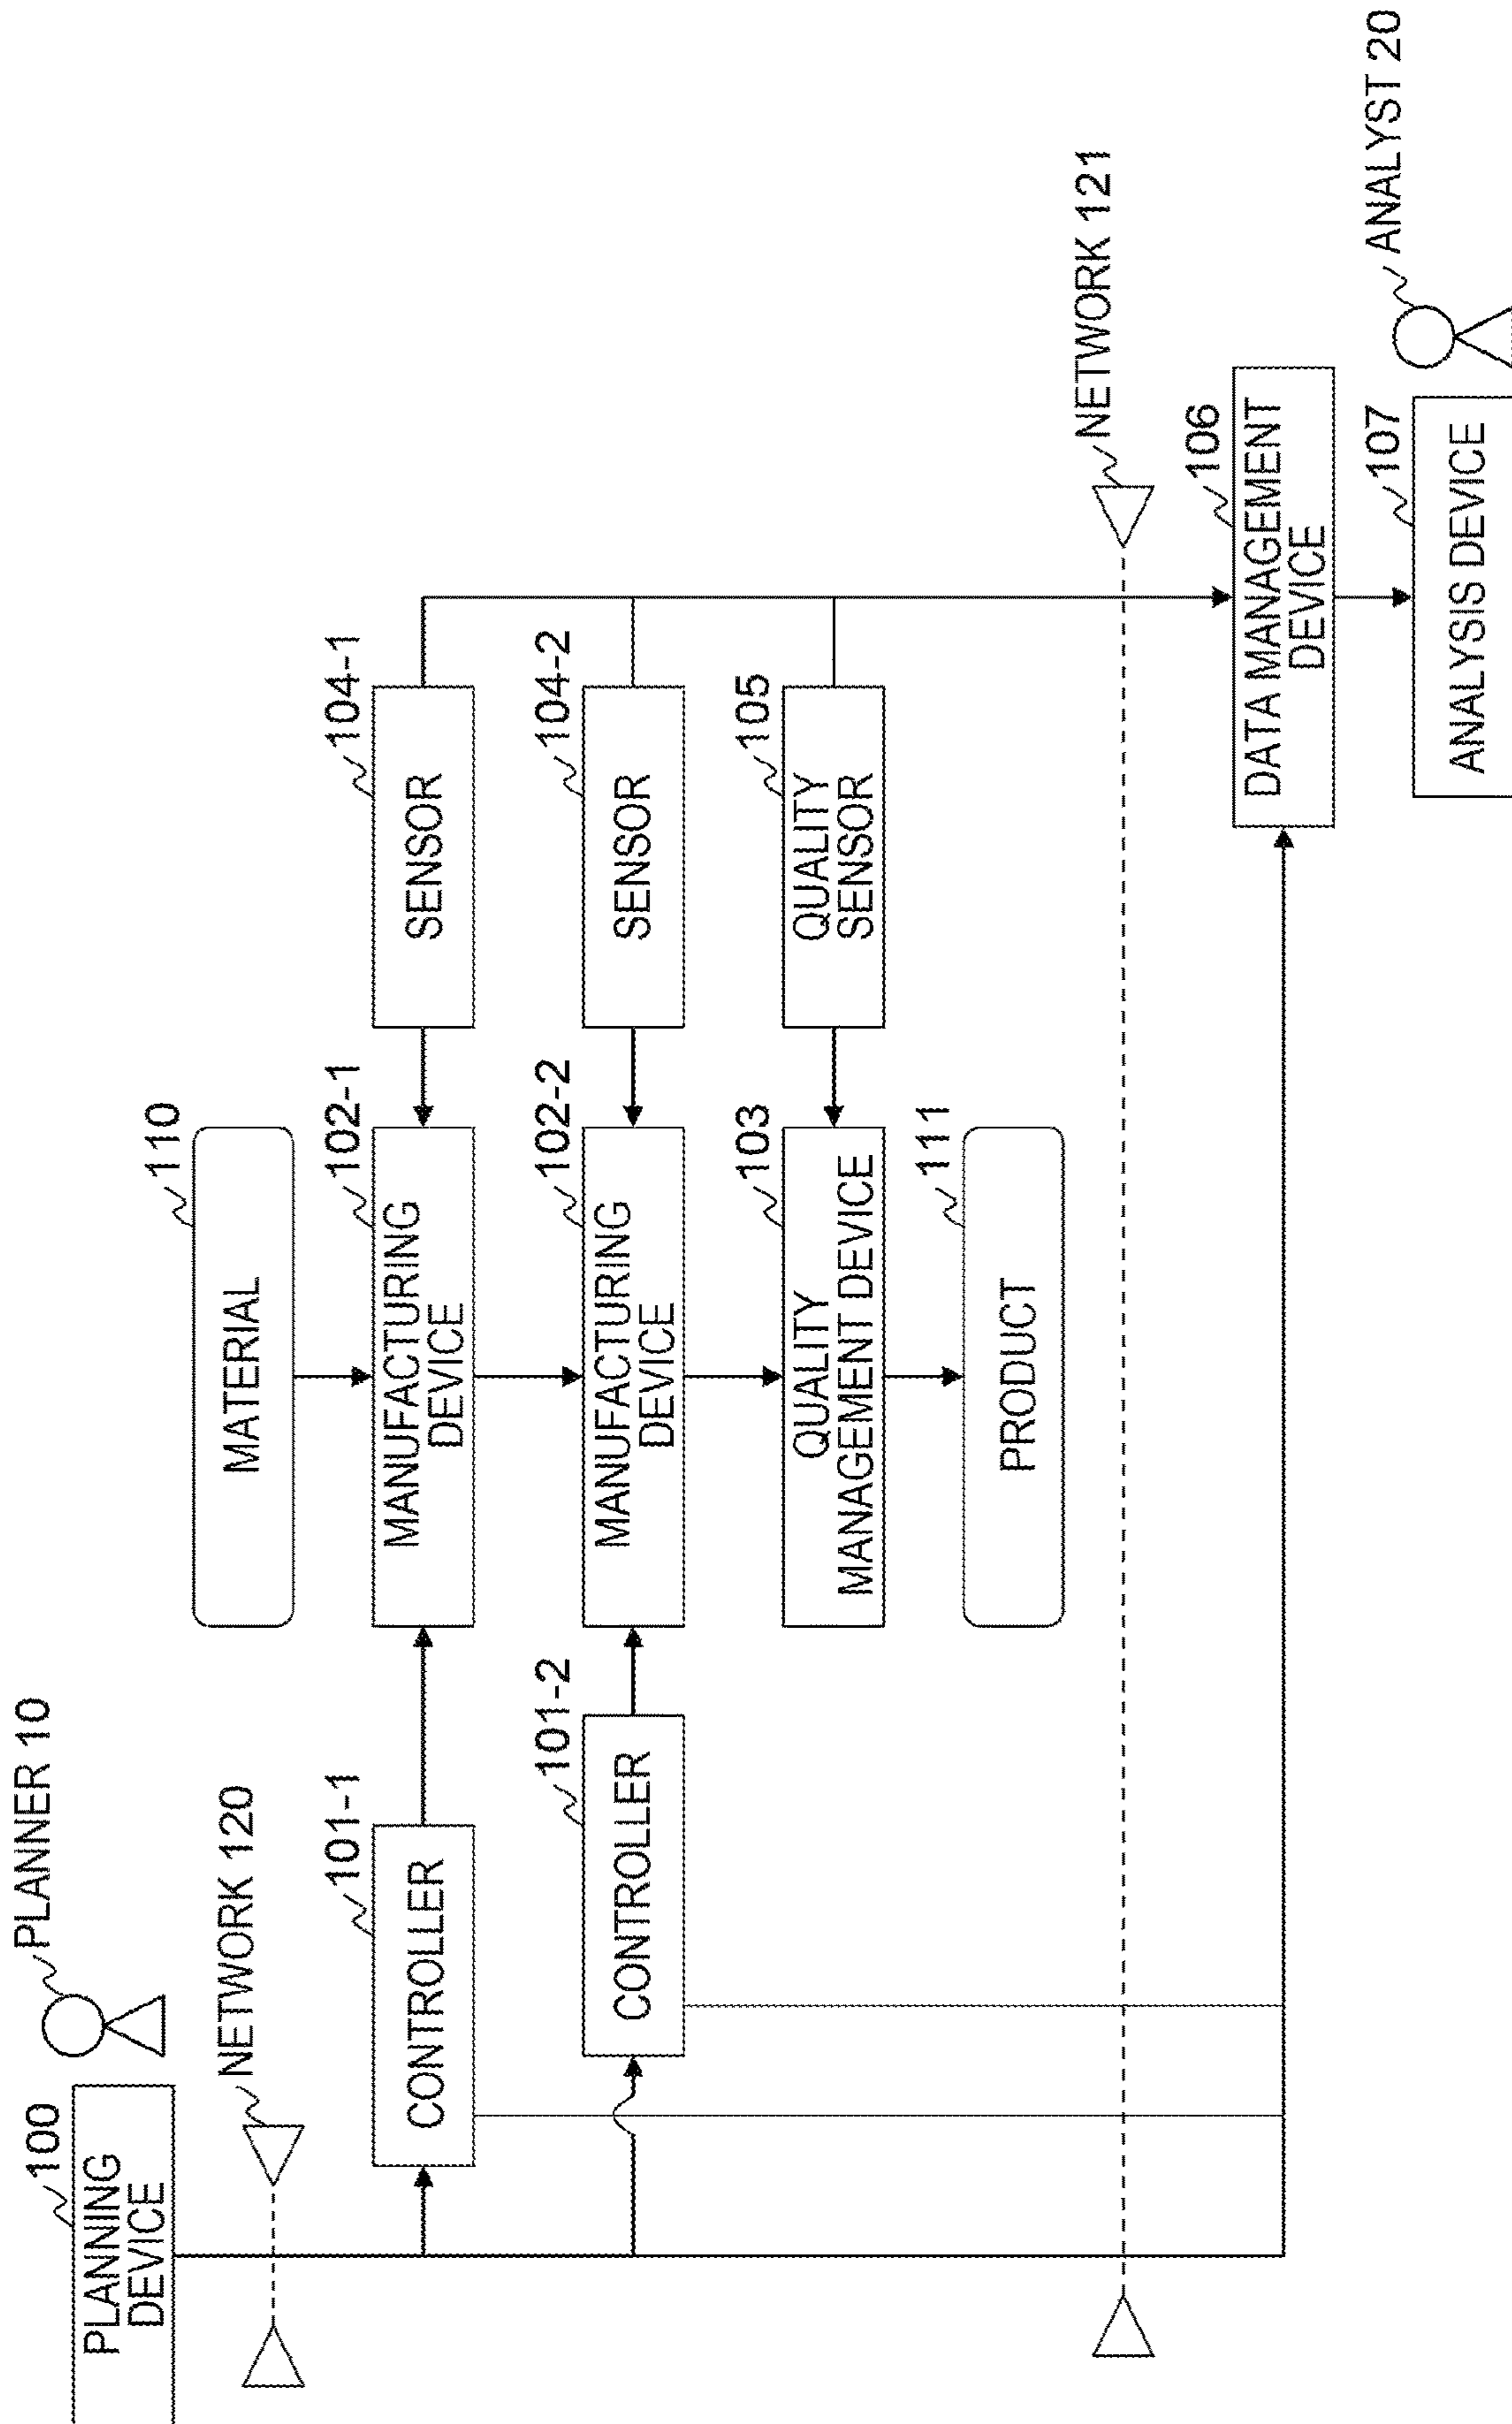 PLANNER 10
100
PLANNING
DEVICE
NETWORK 120
110
MATERIAL
101-1
CONTROLLER
102-1
MANUFACTURING
DEVICE
104-1
SENSOR
101-2
CONTROLLER
102-2
MANUFACTURING
DEVICE
104-2
SENSOR
103
QUALITY
MANAGEMENT DEVICE
105
QUALITY
SENSOR
111
PRODUCT
NETWORK 121
106
DATA MANAGEMENT
DEVICE
107
ANALYSIS DEVICE
ANALYST 20